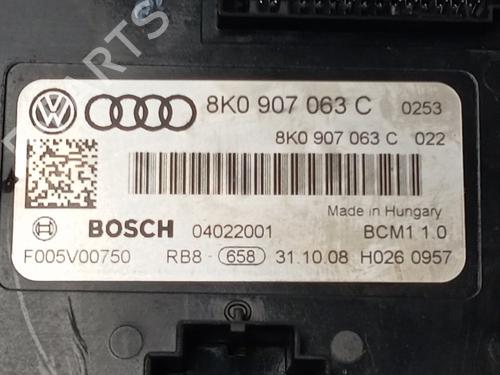 8K0 907 063 C 0253
8K0 907 063 C 022
Made in Hungary
BOSCH 04022001 BCM1 1.0
F005V00750 RB8 - 658 31.10.08 H026 0957